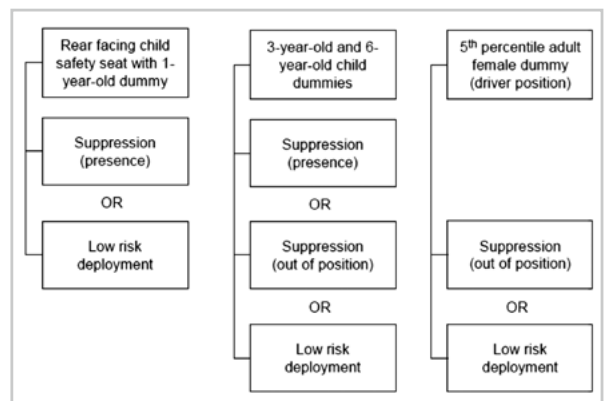 Rear facing child
safety seat with 1-
year-old dummy
Suppression
(presence)
OR
Low risk
deployment
3-year-old and 6-
year-old child
dummies
Suppression
(presence)
OR
Suppression
(out of position)
OR
Low risk
deployment
5th percentile adult
female dummy
(driver position)
Suppression
(out of position)
OR
Low risk
deployment